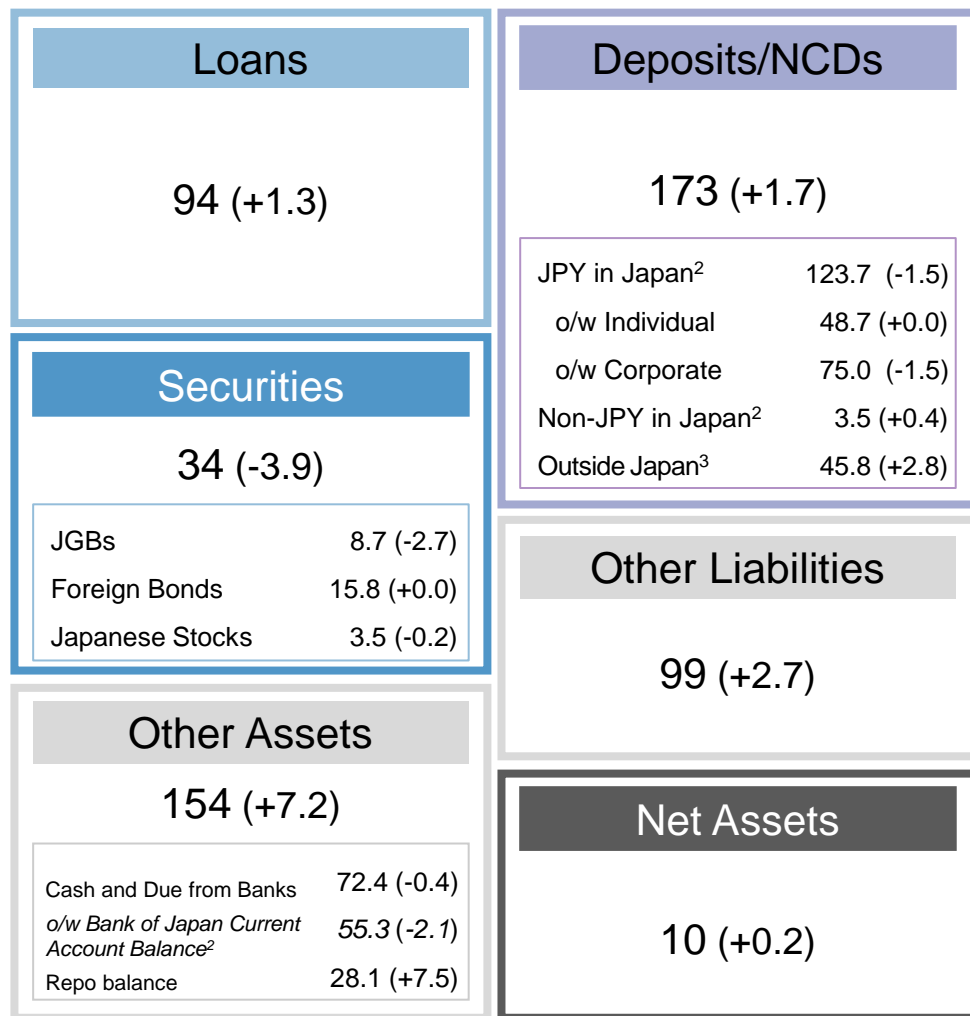 Loans
94 (+1.3)
Securities
34 (-3.9)
JGBs 8.7 (-2.7)
Foreign Bonds 15.8 (+0.0)
Japanese Stocks 3.5 (-0.2)
Other Assets
154 (+7.2)
Cash and Due from Banks 72.4 (-0.4)
o/w Bank of Japan Current
Account Balance² 55.3 (-2.1)
Repo balance 28.1 (+7.5)
Deposits/NCDs
173 (+1.7)
JPY in Japan² 123.7 (-1.5)
o/w Individual 48.7 (+0.0)
o/w Corporate 75.0 (-1.5)
Non-JPY in Japan² 3.5 (+0.4)
Outside Japan³ 45.8 (+2.8)
Other Liabilities
99 (+2.7)
Net Assets
10 (+0.2)